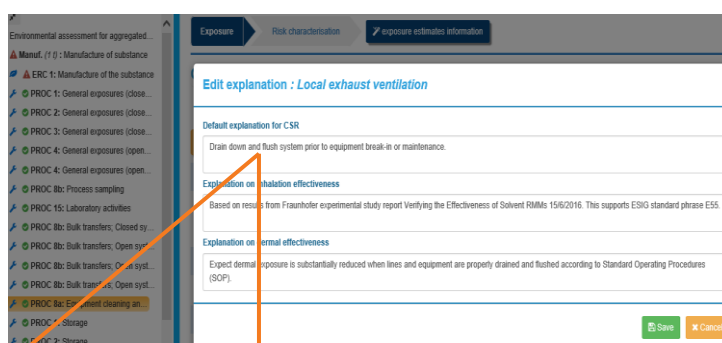 Environmental assessment for aggregated...
Manuf. (1 t) : Manufacture of substance
ERC 1: Manufacture of the substance
PROC 1: General exposures (close...
PROC 2: General exposures (close...
PROC 3: General exposures (close...
PROC 4: General exposures (open...
PROC 4: General exposures (open...
PROC 8b: Process sampling
PROC 15: Laboratory activities
PROC 8b: Bulk transfers; Closed sy...
PROC 8b: Bulk transfers; Open syst...
PROC 8b: Bulk transfers; Open syst...
PROC 8b: Bulk transfers; Open syst...
PROC 8a: Equipment cleaning an...
PROC 1: Storage
PROC 2: Storage
Exposure
Risk characterisation
exposure estimates information
Edit explanation : Local exhaust ventilation
Default explanation for CSR
Drain down and flush system prior to equipment break-in or maintenance.
Explanation on inhalation effectiveness
Based on results from Fraunhofer experimental study report Verifying the Effectiveness of Solvent RMMs 15/6/2016. This supports ESIG standard phrase E55.
Explanation on dermal effectiveness
Expect dermal exposure is substantially reduced when lines and equipment are properly drained and flushed according to Standard Operating Procedures
(SOP).
Save
Cancel